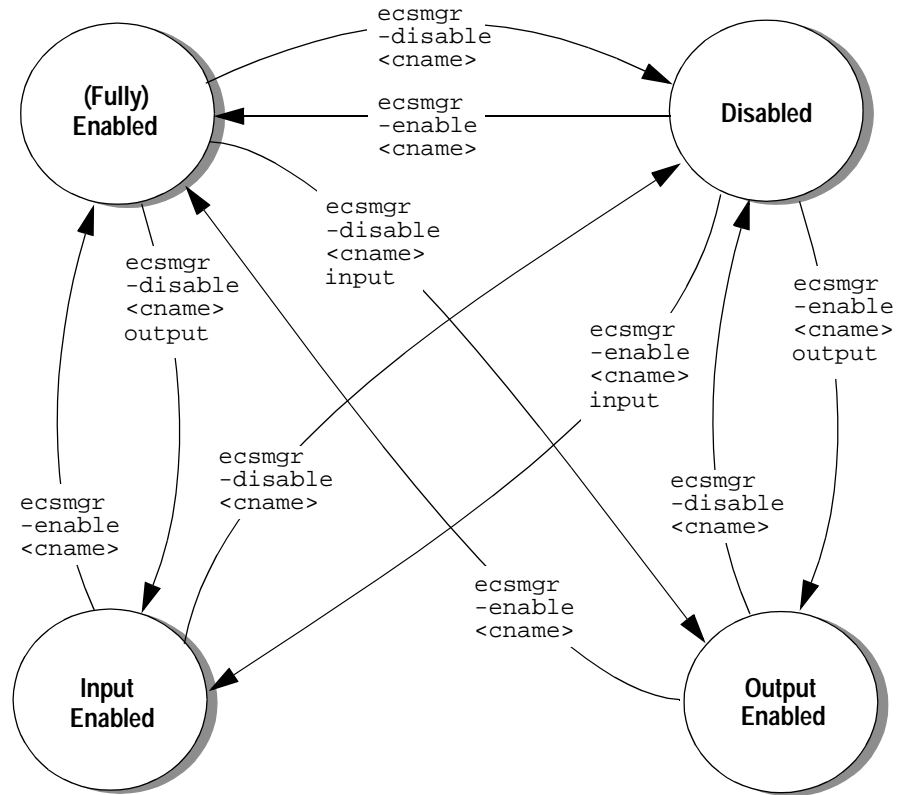 ecsmgr
-disable
<cname>
(Fully)
Enabled
Disabled
ecsmgr
-enable
<cname>
ecsmgr
-disable
<cname>
input
ecsmgr
-disable
<cname>
output
ecsmgr
-enable
<cname>
output
ecsmgr
-enable
<cname>
input
ecsmgr
-disable
<cname>
ecsmgr
-disable
<cname>
ecsmgr
-enable
<cname>
ecsmgr
-enable
<cname>
Input
Enabled
Output
Enabled